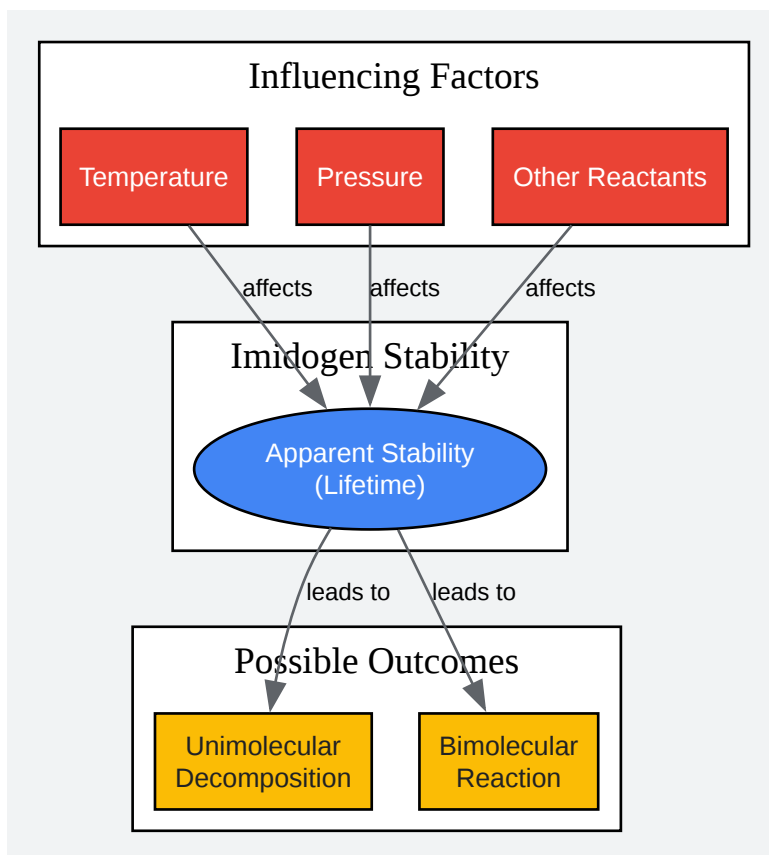 Influencing Factors
Temperature
Pressure
Other Reactants
affects
affects
affects
Imidogen Stability
Apparent Stability
(Lifetime)
leads to
leads to
Possible Outcomes
Unimolecular
Decomposition
Bimolecular
Reaction